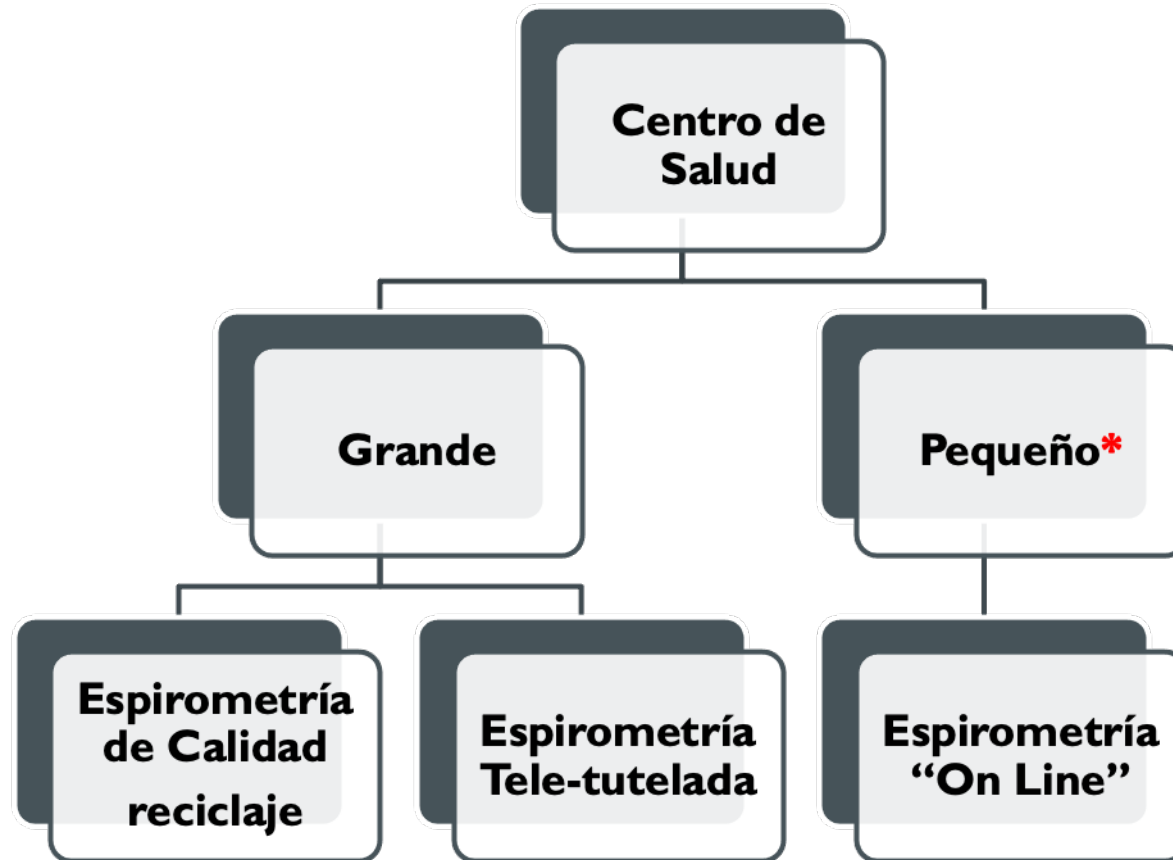 Centro de
Salud
Grande
Pequeño*
Espirometría
de Calidad
reciclaje
Espirometría
Tele-tutelada
Espirometría
“On Line”